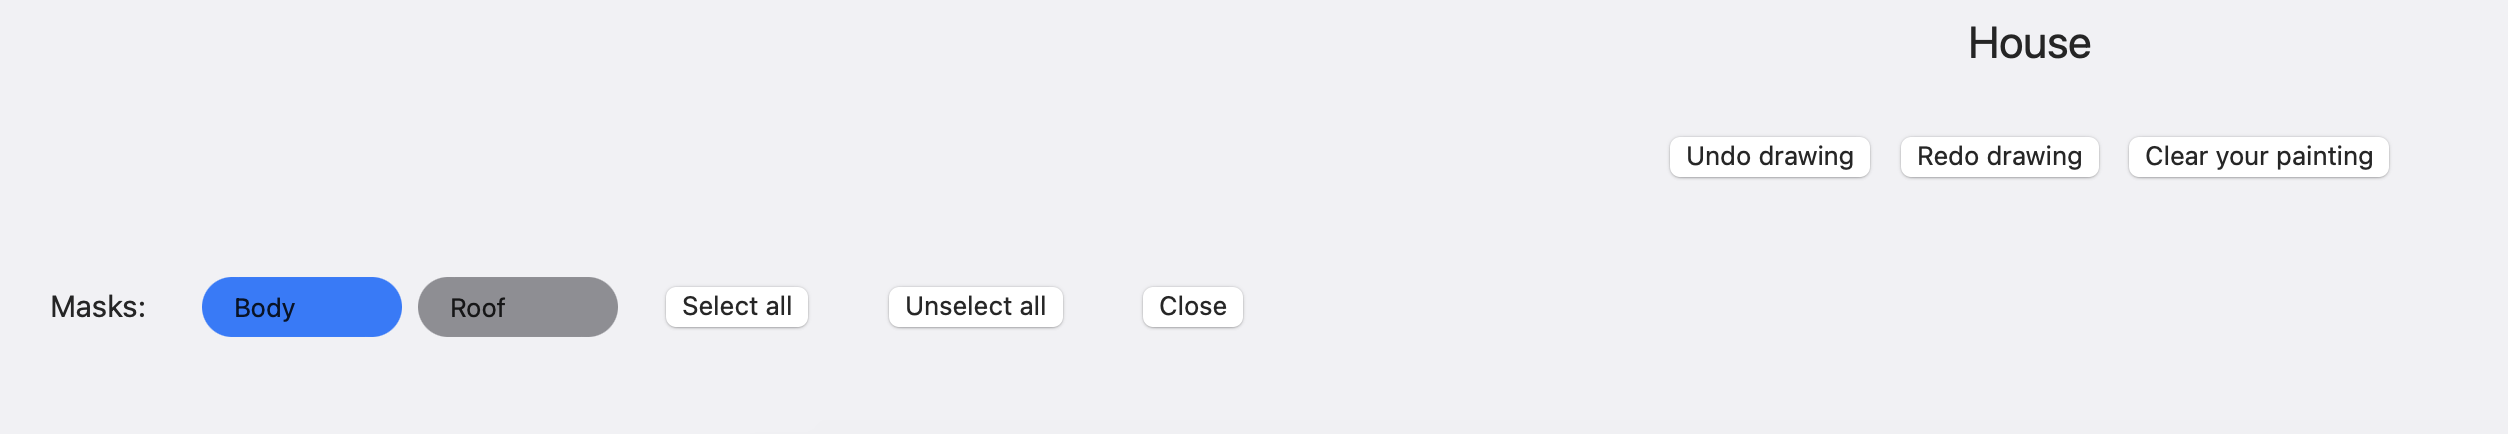 House
Undo drawing Redo drawing Clear your painting
Masks: Body Roof Select all Unselect all Close